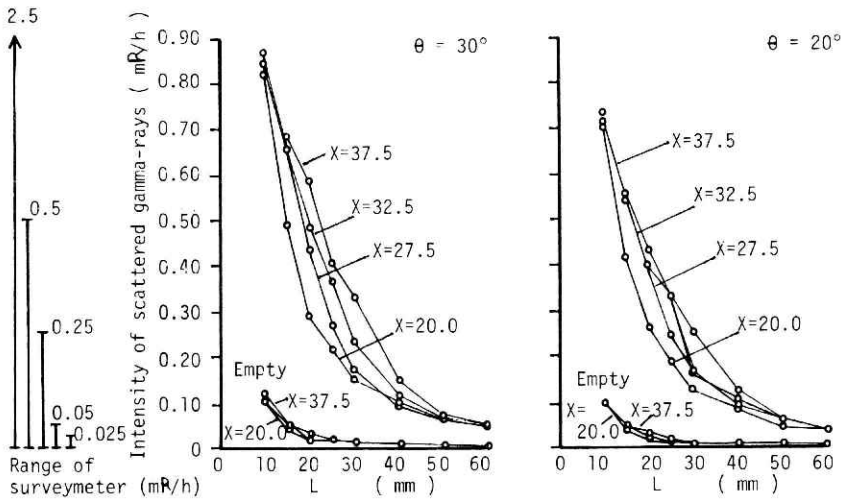 2.5
0.5
0.25
0.05
0.025
Range of
surveymeter (mR/h)
Intensity of scattered gamma-rays ( mR/h)
0.90
0.80
0.70
0.60
0.50
0.40
0.30
0.20
0.10
0
θ = 30°
X=37.5
X=32.5
X=27.5
X=20.0
Empty
X=37.5
X=20.0
0 10 20 30 40 50 60
L ( mm )
θ = 20°
X=37.5
X=32.5
X=27.5
X=20.0
Empty
X= X=37.5
20.0
0 10 20 30 40 50 60
L ( mm )